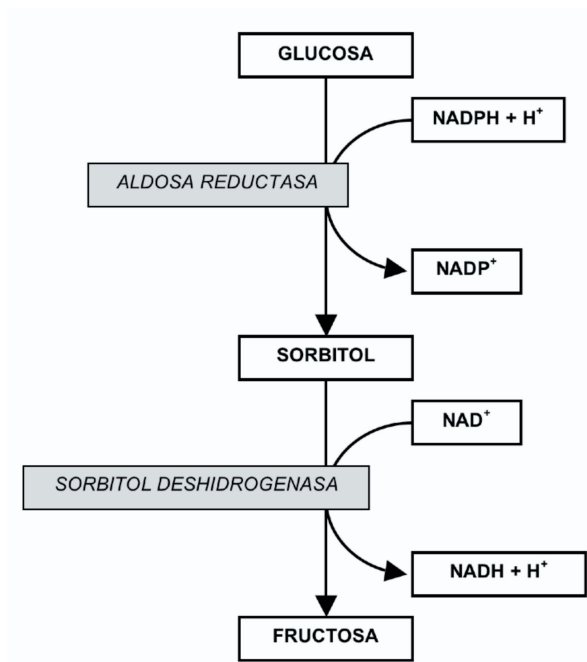 GLUCOSA
NADPH + H⁺
ALDOSA REDUCTASA
NADP⁺
SORBITOL
NAD⁺
SORBITOL DESHIDROGENASA
NADH + H⁺
FRUCTOSA